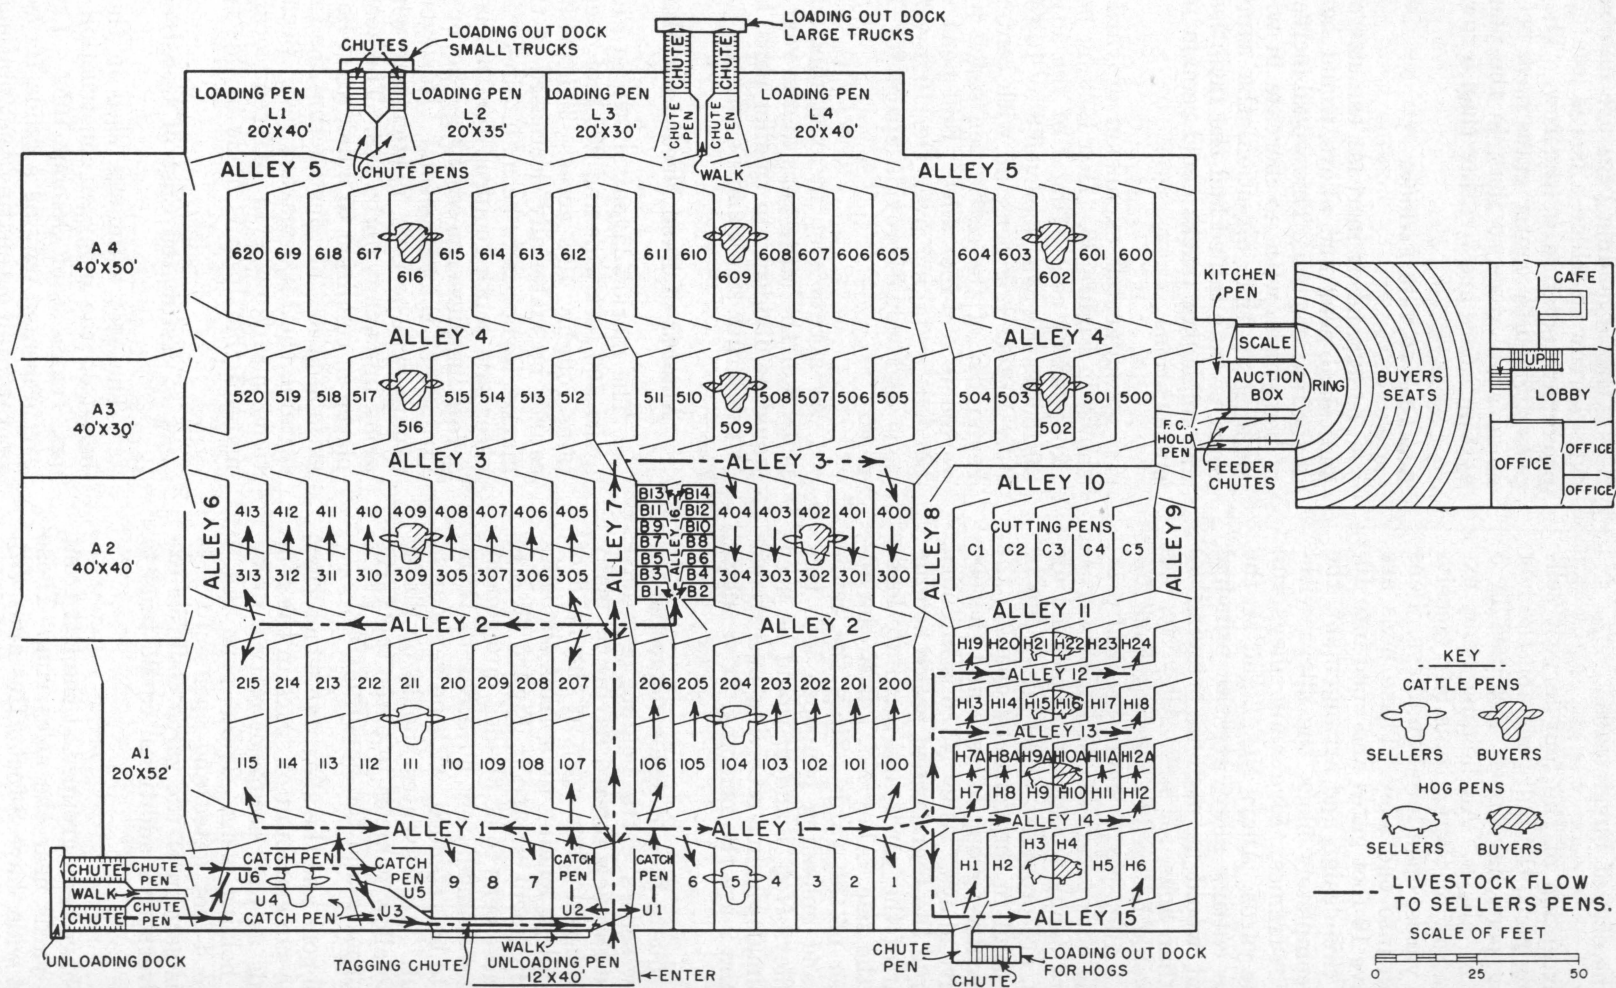 LOADING OUT DOCK
SMALL TRUCKS
CHUTES
LOADING OUT DOCK
LARGE TRUCKS
CHUTE
CHUTE
LOADING PEN
L1
20'X40'
LOADING PEN
L2
20'X35'
LOADING PEN
L3
20'X30'
CHUTE PEN
CHUTE PEN
LOADING PEN
L4
20'X40'
ALLEY 5
CHUTE PENS
WALK
ALLEY 5
A 4
40'X50'
620 619 618 617 616 615 614 613 612 611 610 609 608 607 606 605 604 603 602 601 600
KITCHEN
PEN
CAFE
ALLEY 4
ALLEY 4
SCALE
UP
A3
40'X30'
520 519 518 517 516 515 514 513 512 511 510 509 508 507 506 505 504 503 502 501 500
AUCTION
BOX
RING
BUYERS
SEATS
LOBBY
F.C.
HOLD
PEN
FEEDER
CHUTES
OFFICE
OFFICE
OFFICE
ALLEY 3
ALLEY 3
ALLEY 10
ALLEY 6
ALLEY 7
ALLEY 8
ALLEY 9
413 412 411 410 409 408 407 406 405
B13 B14
B11 B12
B9 B10
B7 B8
B5 B6
B3 B4
B1 B2
ALLEY 16
404 403 402 401 400
CUTTING PENS
C1 C2 C3 C4 C5
A 2
40'X40'
313 312 311 310 309 305 307 306 305
304 303 302 301 300
ALLEY 2
ALLEY 2
ALLEY 11
H19 H20 H21 H22 H23 H24
ALLEY 12
215 214 213 212 211 210 209 208 207 206 205 204 203 202 201 200
H13 H14 H15 H16 H17 H18
ALLEY 13
A1
20'X52'
115 114 113 112 111 110 109 108 107 106 105 104 103 102 101 100
H7A H8A H9A H10A H11A H12A
H7 H8 H9 H10 H11 H12
ALLEY 1
ALLEY 1
ALLEY 14
CHUTE
CHUTE
PEN
WALK
CHUTE
CHUTE
PEN
CATCH PEN
U6
U4
CATCH PEN
CATCH
PEN
U5
U3
9 8 7
CATCH
PEN
U2
CATCH
PEN
U1
6 5 4 3 2 1
H1 H2 H3 H4 H5 H6
ALLEY 15
UNLOADING DOCK
TAGGING CHUTE
WALK
UNLOADING PEN
12'X40'
ENTER
CHUTE
PEN
CHUTE
LOADING OUT DOCK
FOR HOGS
KEY
CATTLE PENS
SELLERS BUYERS
HOG PENS
SELLERS BUYERS
LIVESTOCK FLOW
TO SELLERS PENS.
SCALE OF FEET
0 25 50